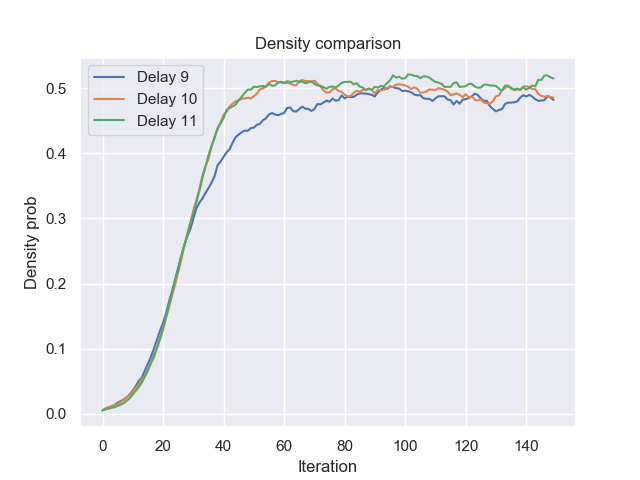 Density comparison
Delay 9
Delay 10
Delay 11
Density prob
0.5
0.4
0.3
0.2
0.1
0.0
0 20 40 60 80 100 120 140
Iteration